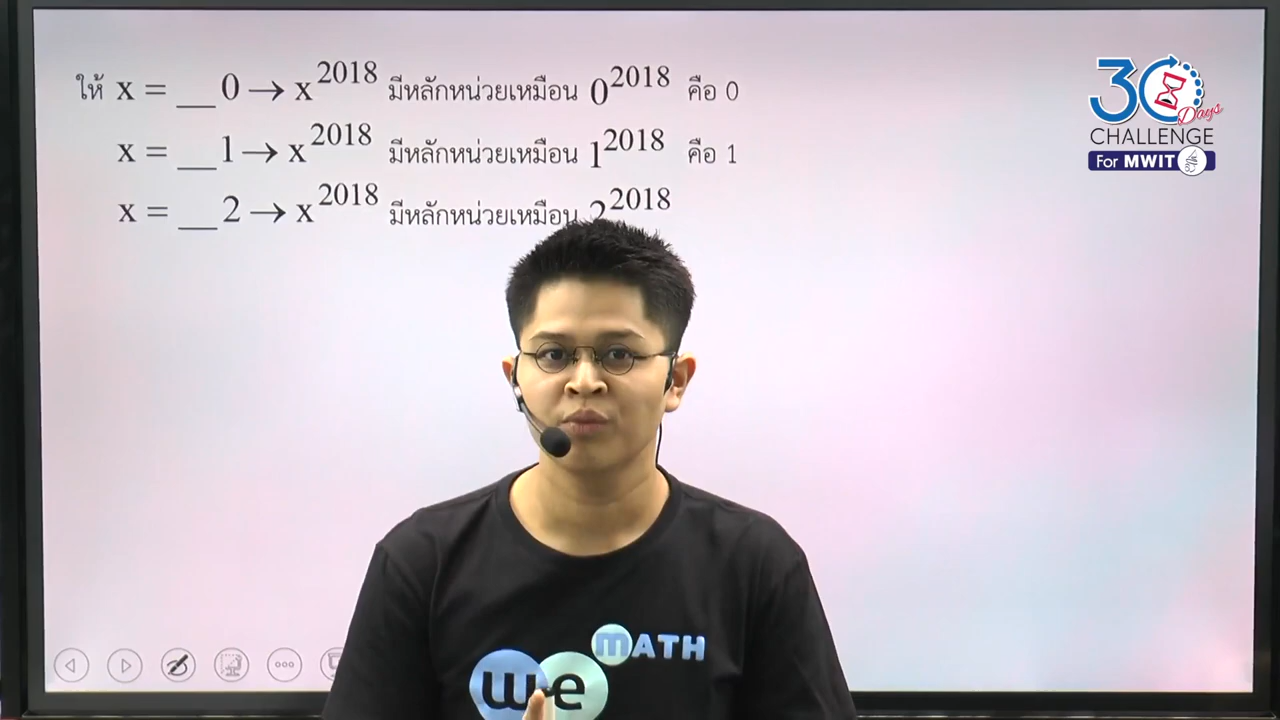 ให้ x = __0 → x^2018 มีหลักหน่วยเหมือน 0^2018 คือ 0
x = __1 → x^2018 มีหลักหน่วยเหมือน 1^2018 คือ 1
x = __2 → x^2018 มีหลักหน่วยเหมือน 2^2018
30
Days
CHALLENGE
For MWIT
we mATH